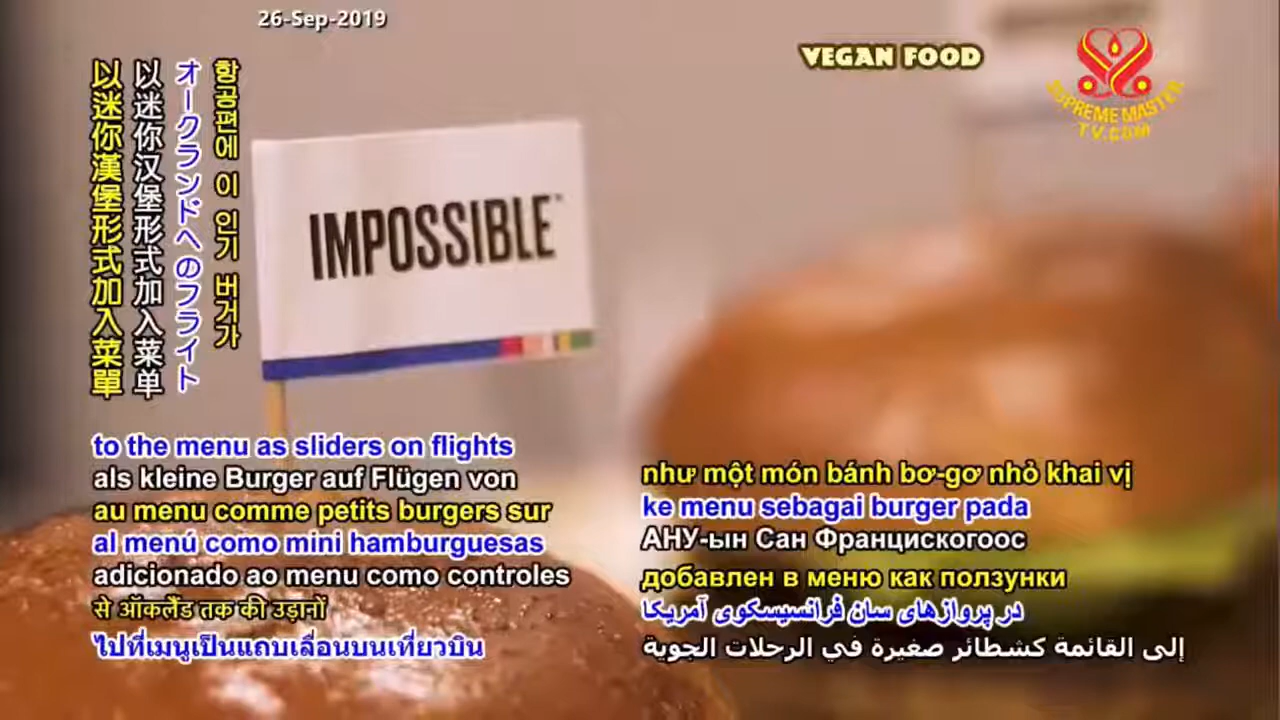 26-Sep-2019
VEGAN FOOD
SUPREME MASTER
TV.COM
以迷你漢堡形式加入菜單
以迷你汉堡形式加入菜单
オークランドへのフライト
항공편에 이 인기 버거가
IMPOSSIBLE™
to the menu as sliders on flights
als kleine Burger auf Flügen von
au menu comme petits burgers sur
al menú como mini hamburguesas
adicionado ao menu como controles
से ऑकलैंड तक की उड़ानों
ไปที่เมนูเป็นแถบเลื่อนบนเที่ยวบิน
như một món bánh bơ-gơ nhỏ khai vị
ke menu sebagai burger pada
АНУ-ын Сан Францискогоос
добавлен в меню как ползунки
در پروازهای سان فرانسیسکوی آمریکا
إلى القائمة كشطائر صغيرة في الرحلات الجوية